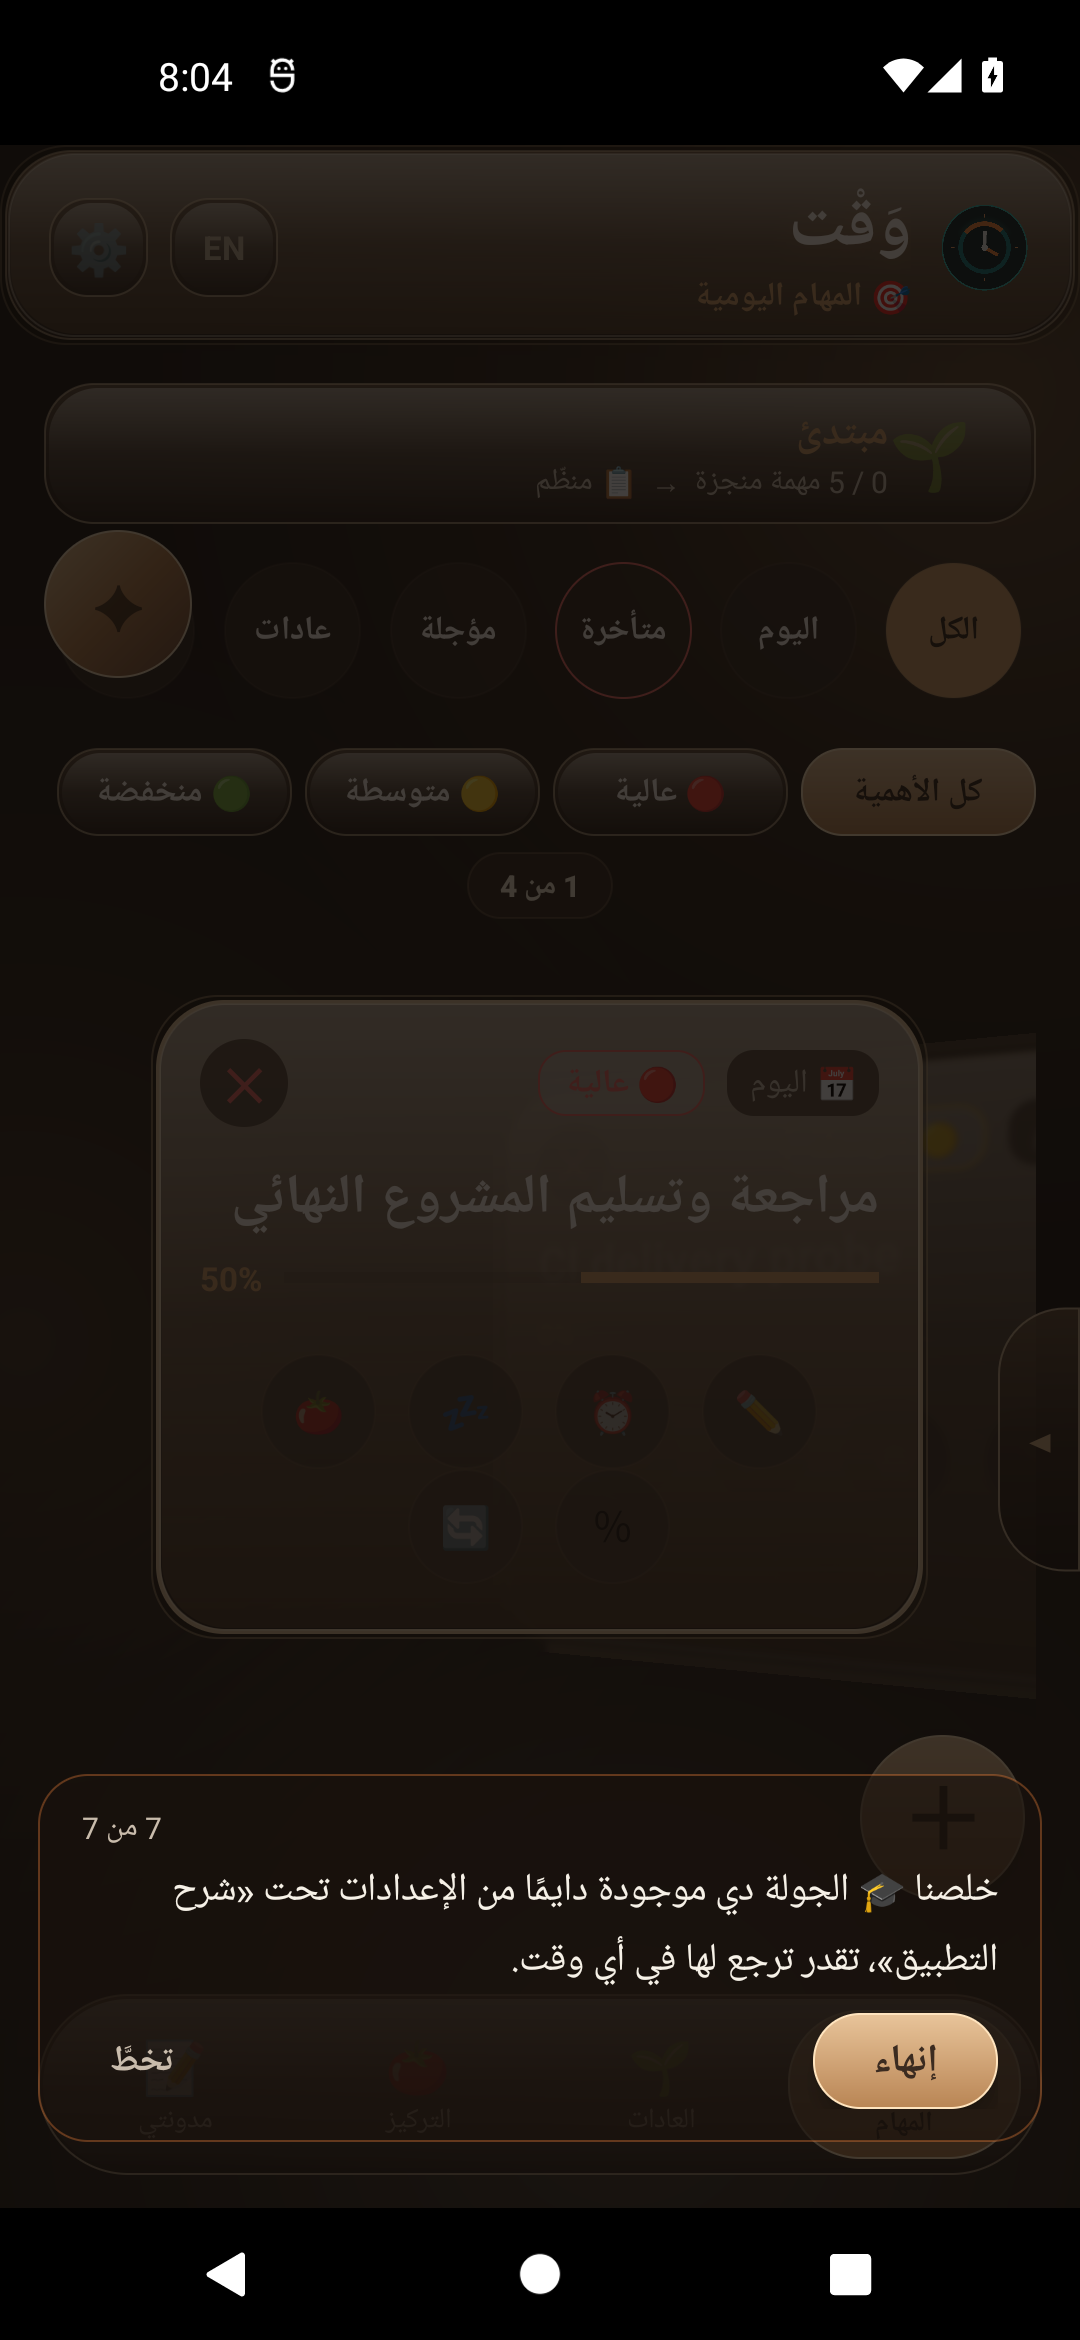 8:04
وَقْت
🎯 المهام اليومية
EN
مبتدئ
0 / 5 مهمة منجزة → 📋 منظّم
الكل
اليوم
متأخرة
مؤجلة
عادات
كل الأهمية
🔴 عالية
🟡 متوسطة
🟢 منخفضة
1 من 4
📅 اليوم
🔴 عالية
مراجعة وتسليم المشروع النهائي
50%
%
7 من 7
خلصنا 🎓 الجولة دي موجودة دايمًا من الإعدادات تحت «شرح
التطبيق»، تقدر ترجع لها في أي وقت.
إنهاء
تخطَّ
المهام
العادات
التركيز
مدونتي